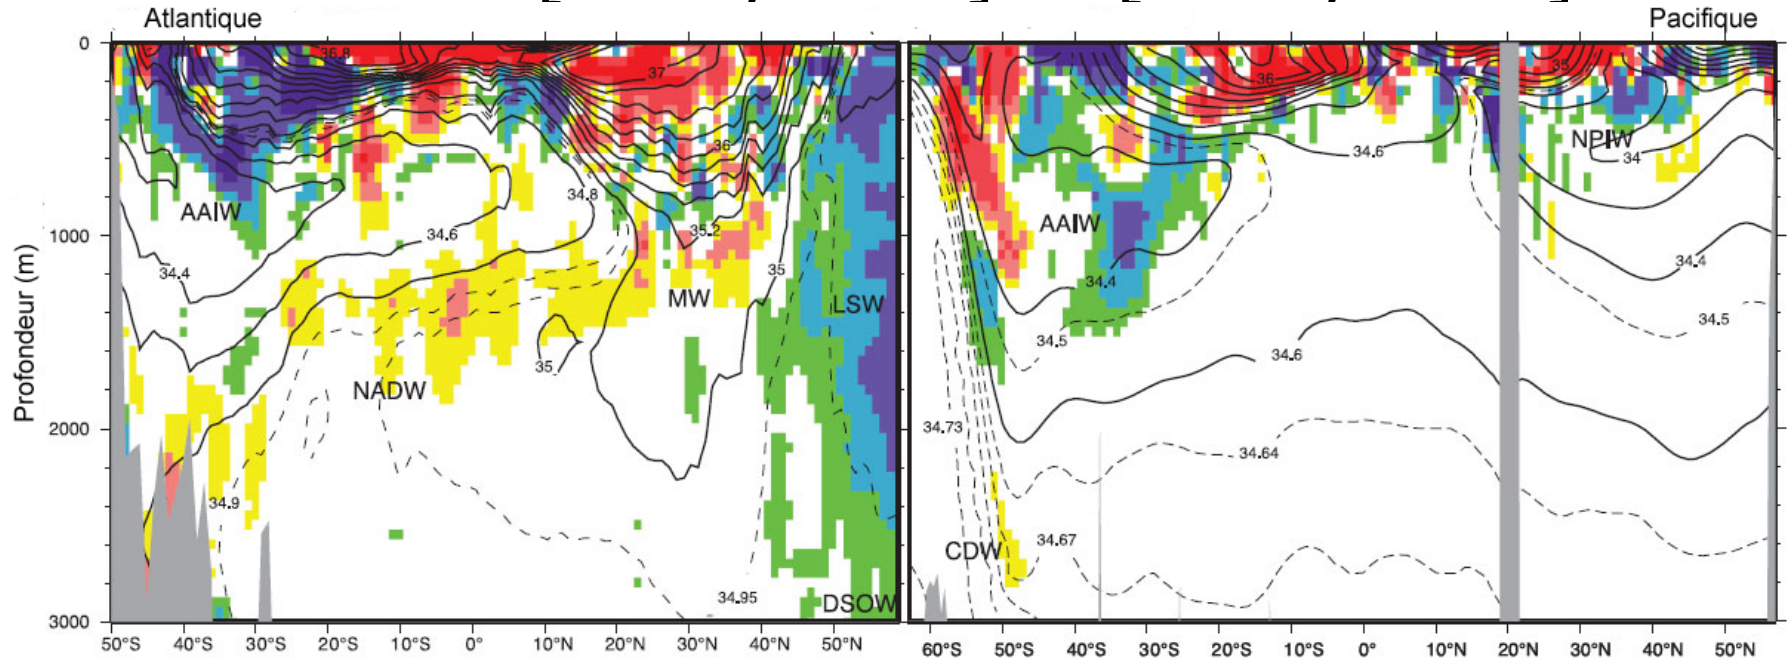 Atlantique
Pacifique
Profondeur (m)
0
1000
2000
3000
36.8
37
36
AAIW
34.8
34.6
35.2
34.4
35
MW
LSW
35
NADW
34.9
34.95
DSOW
50°S 40°S 30°S 20°S 10°S 0° 10°N 20°N 30°N 40°N 50°N
36
35
NPIW
34.6
34
AAIW
34.4
34.4
34.5
34.5
34.6
34.73
34.64
CDW
34.67
60°S 50°S 40°S 30°S 20°S 10°S 0° 10°N 20°N 30°N 40°N 50°N